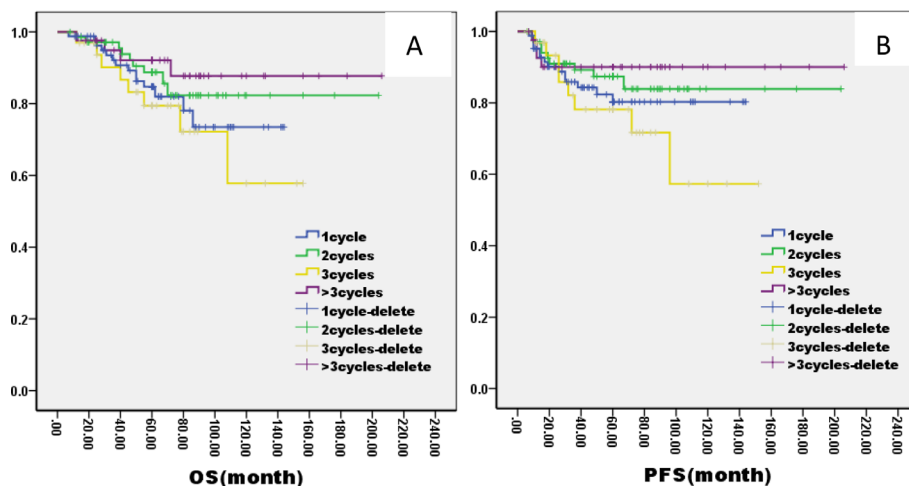 A
1.0
0.8
0.6
0.4
0.2
0.0
1cycle
2cycles
3cycles
>3cycles
1cycle-delete
2cycles-delete
3cycles-delete
>3cycles-delete
.00
20.00
40.00
60.00
80.00
100.00
120.00
140.00
160.00
180.00
200.00
220.00
240.00
OS(month)
B
1.0
0.8
0.6
0.4
0.2
0.0
1cycle
2cycles
3cycles
>3cycles
1cycle-delete
2cycles-delete
3cycles-delete
>3cycles-delete
.00
20.00
40.00
60.00
80.00
100.00
120.00
140.00
160.00
180.00
200.00
220.00
240.00
PFS(month)